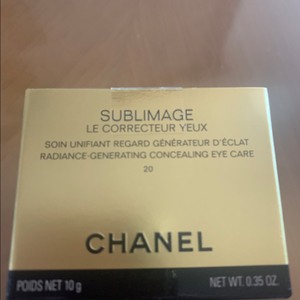 SUBLIMAGE
LE CORRECTEUR YEUX
SOIN UNIFIANT REGARD GÉNÉRATEUR D'ÉCLAT
RADIANCE-GENERATING CONCEALING EYE CARE
20
CHANEL
POIDS NET 10 g NET WT. 0.35 OZ.